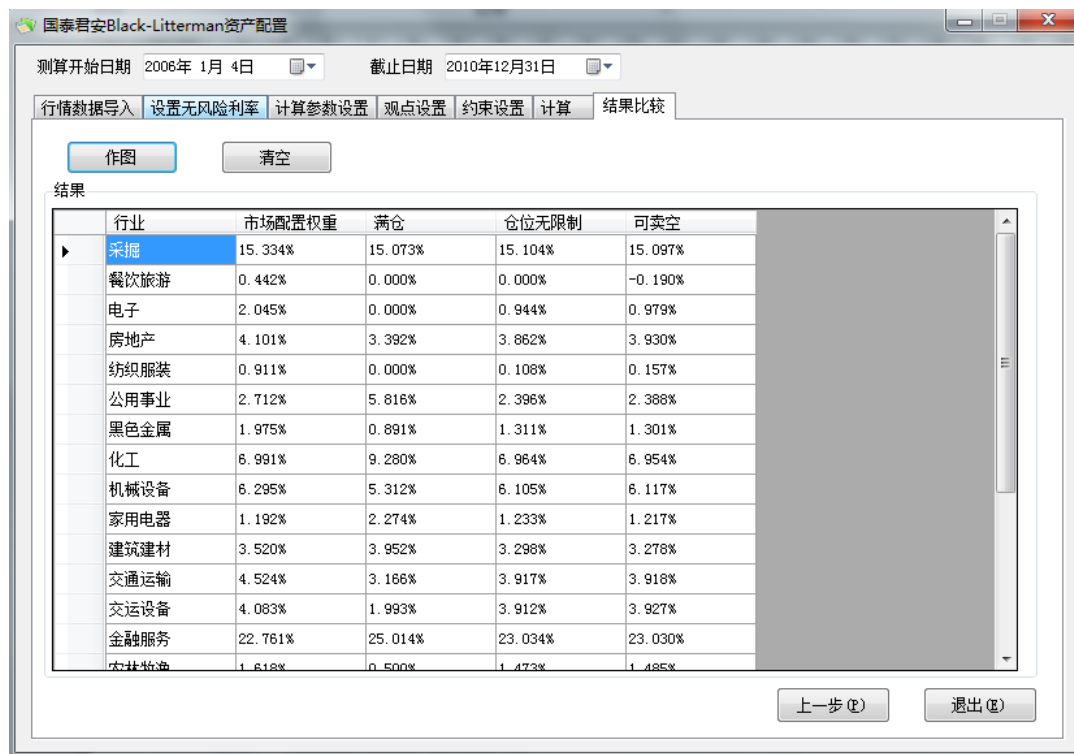 国泰君安Black-Litterman资产配置
测算开始日期 2006年 1月 4日 截止日期 2010年12月31日
行情数据导入 设置无风险利率 计算参数设置 观点设置 约束设置 计算 结果比较
作图 清空
结果
行业 市场配置权重 满仓 仓位无限制 可卖空
采掘 15.334% 15.073% 15.104% 15.097%
餐饮旅游 0.442% 0.000% 0.000% -0.190%
电子 2.045% 0.000% 0.944% 0.979%
房地产 4.101% 3.392% 3.862% 3.930%
纺织服装 0.911% 0.000% 0.108% 0.157%
公用事业 2.712% 5.816% 2.396% 2.388%
黑色金属 1.975% 0.891% 1.311% 1.301%
化工 6.991% 9.280% 6.964% 6.954%
机械设备 6.295% 5.312% 6.105% 6.117%
家用电器 1.192% 2.274% 1.233% 1.217%
建筑建材 3.520% 3.952% 3.298% 3.278%
交通运输 4.524% 3.166% 3.917% 3.918%
交运设备 4.083% 1.993% 3.912% 3.927%
金融服务 22.761% 25.014% 23.034% 23.030%
农林牧渔 1.618% 0.500% 1.473% 1.485%
上一步(P) 退出(E)